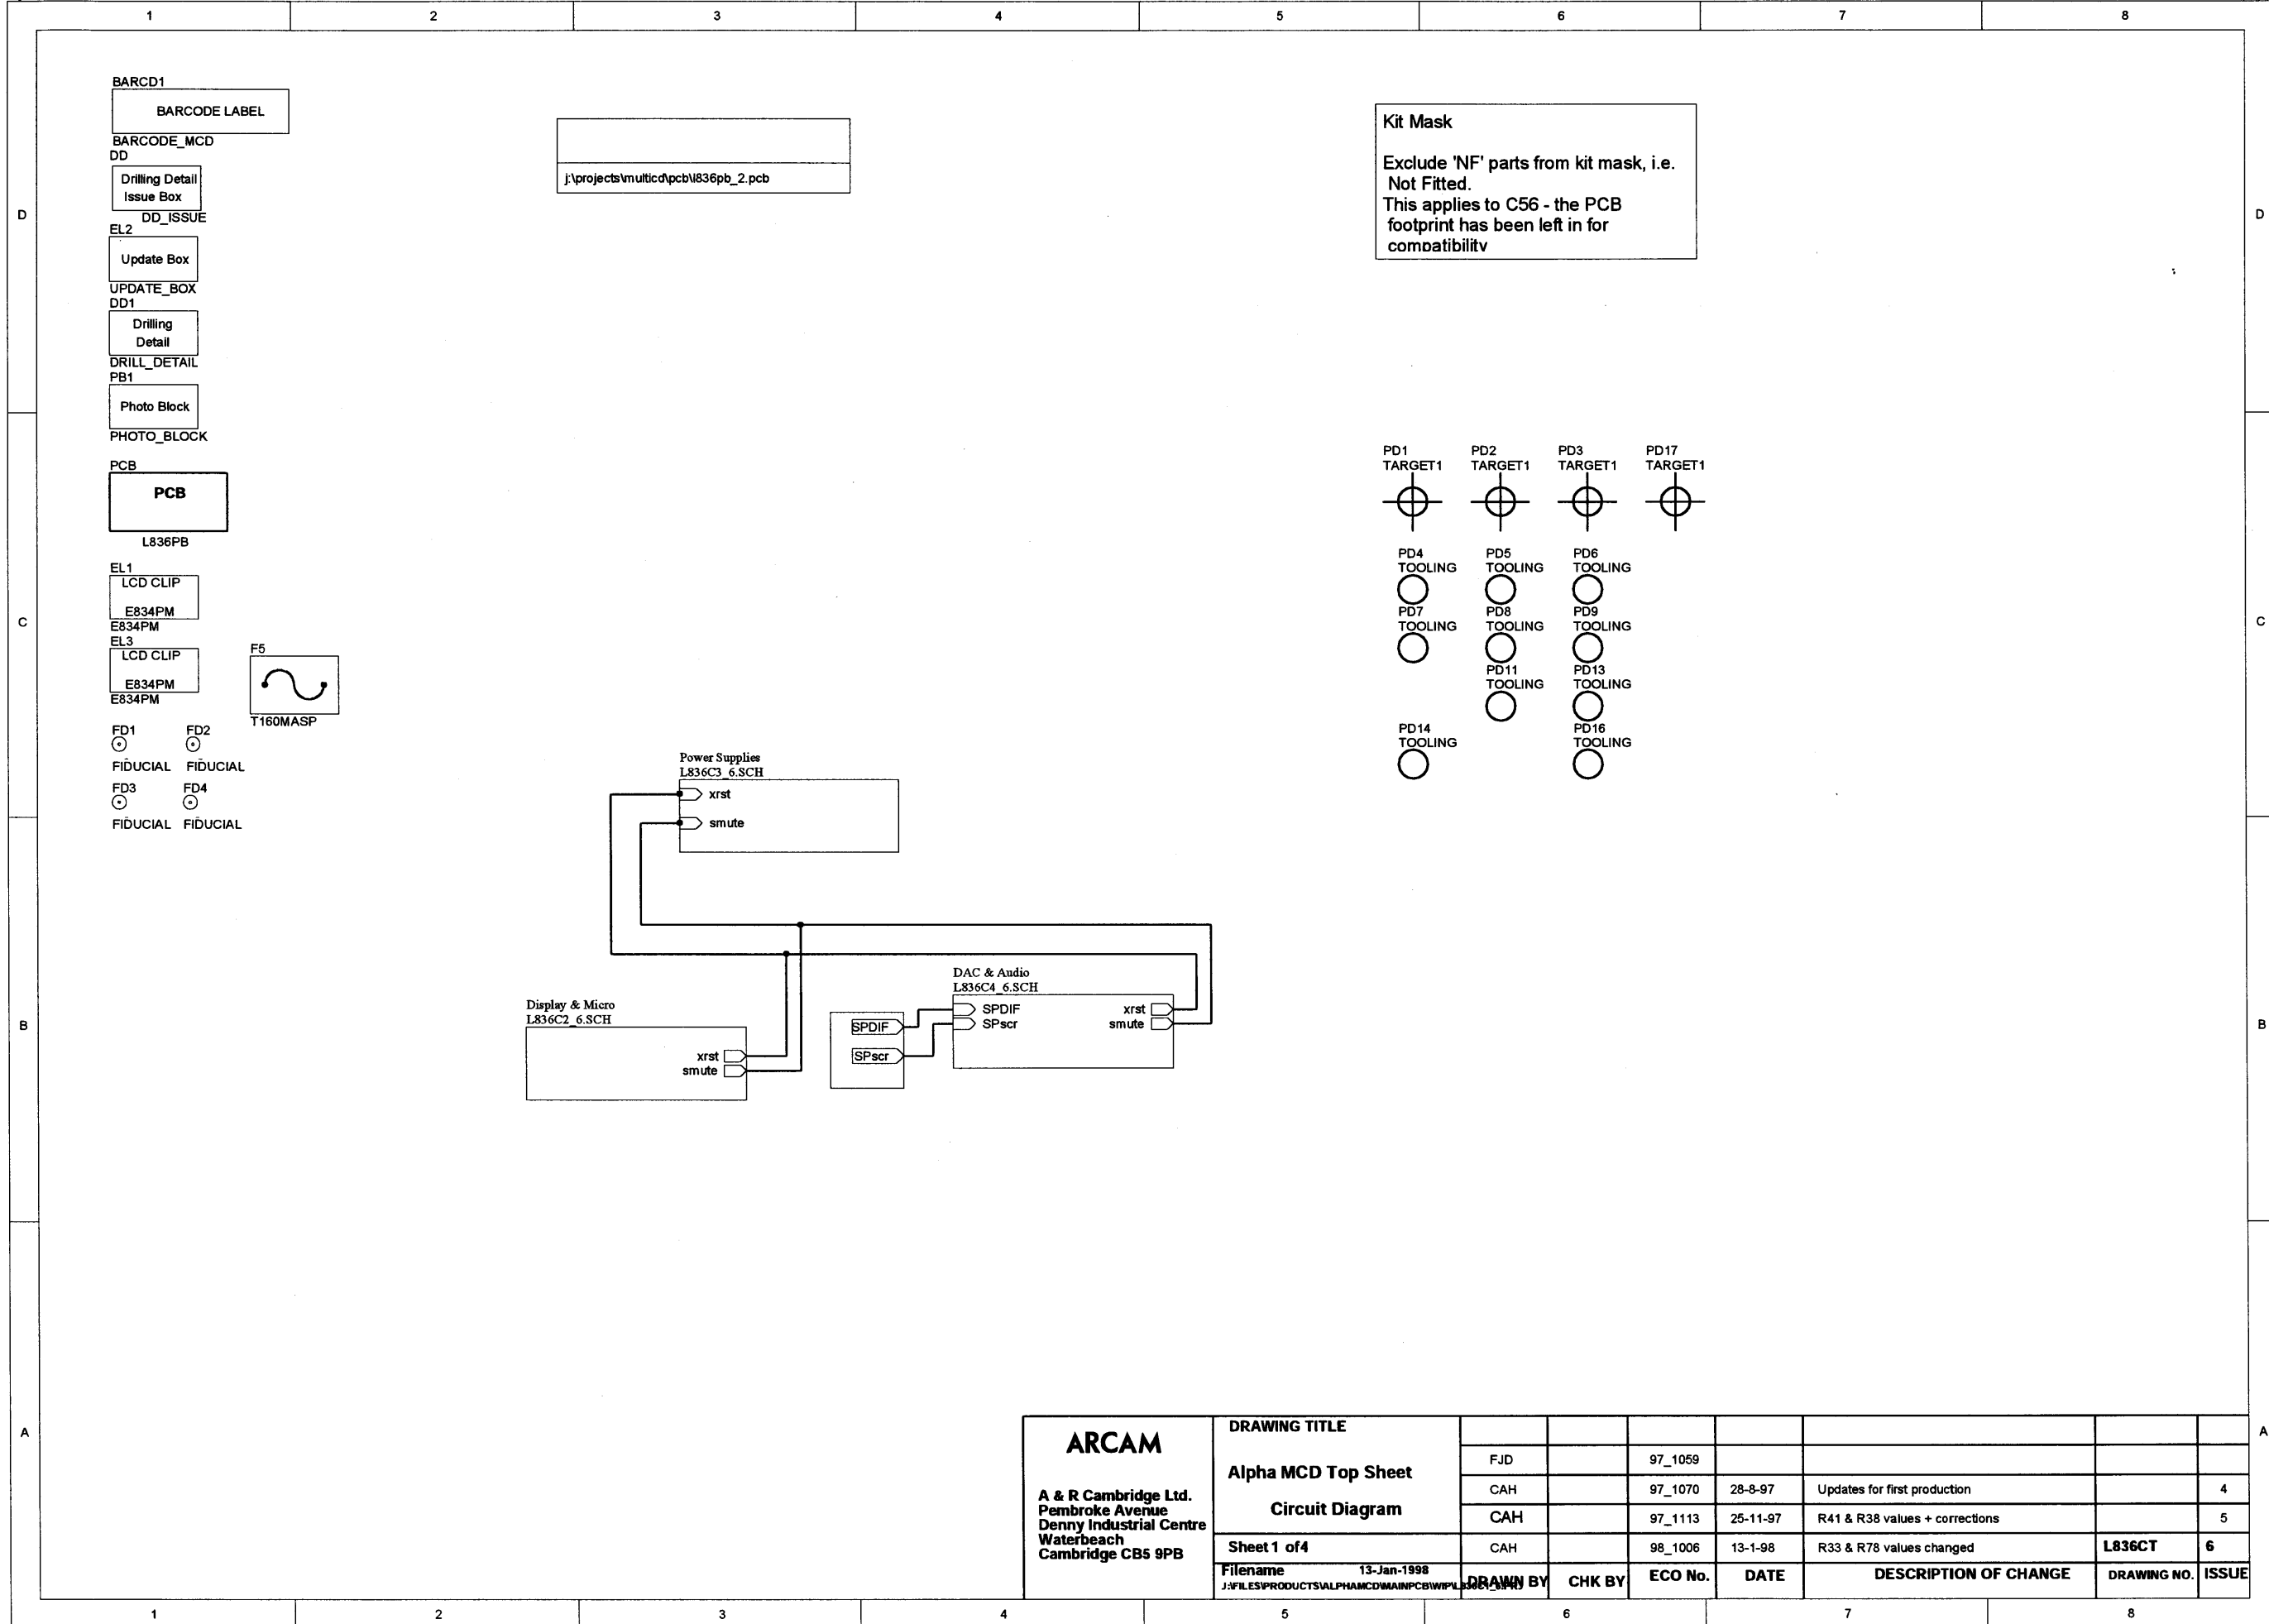 1 2 3 4 5 6 7 8
BARCD1
BARCODE LABEL
BARCODE_MCD
DD
Drilling Detail
Issue Box
DD_ISSUE
EL2
Update Box
UPDATE_BOX
DD1
Drilling
Detail
DRILL_DETAIL
PB1
Photo Block
PHOTO_BLOCK
PCB
PCB
L836PB
EL1
LCD CLIP
E834PM
E834PM
EL3
LCD CLIP
E834PM
E834PM
F5
T160MASP
FD1 FD2
FIDUCIAL FIDUCIAL
FD3 FD4
FIDUCIAL FIDUCIAL
j:\projects\multicd\pcb\l836pb_2.pcb
Kit Mask
Exclude 'NF' parts from kit mask, i.e.
Not Fitted.
This applies to C56 - the PCB
footprint has been left in for
compatibility
D D
PD1 PD2 PD3 PD17
TARGET1 TARGET1 TARGET1 TARGET1
PD4 PD5 PD6
TOOLING TOOLING TOOLING
PD7 PD8 PD9
TOOLING TOOLING TOOLING
PD11 PD13
TOOLING TOOLING
PD14 PD16
TOOLING TOOLING
C C
Power Supplies
L836C3_6.SCH
xrst
smute
Display & Micro
L836C2_6.SCH
xrst
smute
SPDIF
SPscr
DAC & Audio
L836C4_6.SCH
SPDIF xrst
SPscr smute
B B
A A
ARCAM
A & R Cambridge Ltd.
Pembroke Avenue
Denny Industrial Centre
Waterbeach
Cambridge CB5 9PB
DRAWING TITLE
Alpha MCD Top Sheet
Circuit Diagram
Sheet 1 of 4
Filename 13-Jan-1998
FJD 97_1059
CAH 97_1070 28-8-97 Updates for first production 4
CAH 97_1113 25-11-97 R41 & R38 values + corrections 5
CAH 98_1006 13-1-98 R33 & R78 values changed L836CT 6
DRAWN BY CHK BY ECO No. DATE DESCRIPTION OF CHANGE DRAWING NO. ISSUE
1 2 3 4 5 6 7 8